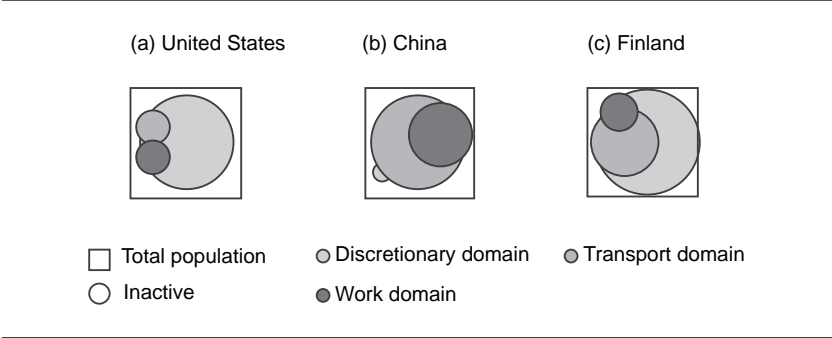 (a) United States (b) China (c) Finland
Total population Discretionary domain Transport domain
Inactive Work domain